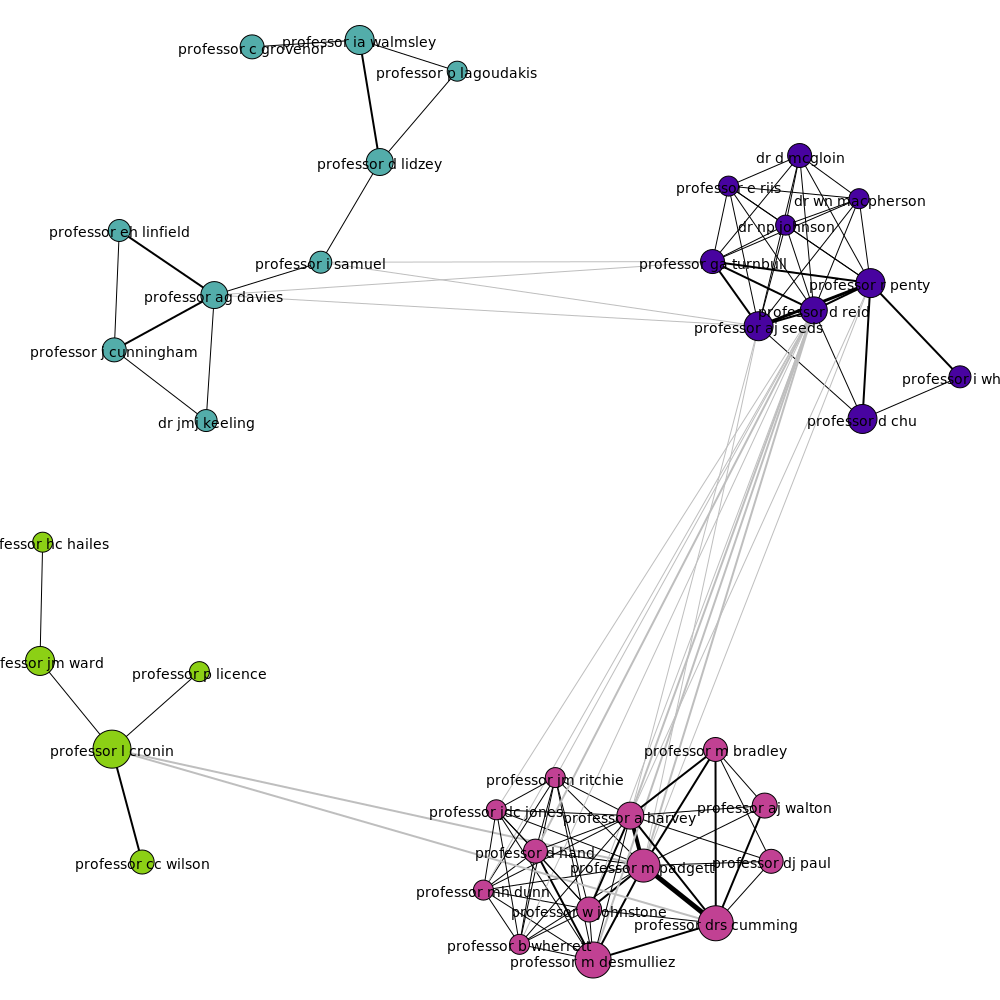 professor ia walmsley
professor c grovenor
professor p lagoudakis
dr d mcgloin
professor d lidzey
professor e riis
dr wn macpherson
dr np johnson
professor eh linfield
professor i samuel
professor ga turnbull
professor r penty
professor ag davies
professor d reid
professor aj seeds
professor j cunningham
professor i wh
dr jmj keeling
professor d chu
fessor hc hailes
fessor jm ward
professor p licence
professor l cronin
professor m bradley
professor jm ritchie
professor aj walton
professor jdc jones
professor a harvey
professor d hand
professor dj paul
professor cc wilson
professor m padgett
professor mh dunn
professor w johnstone
professor drs cumming
professor b wherrett
professor m desmulliez